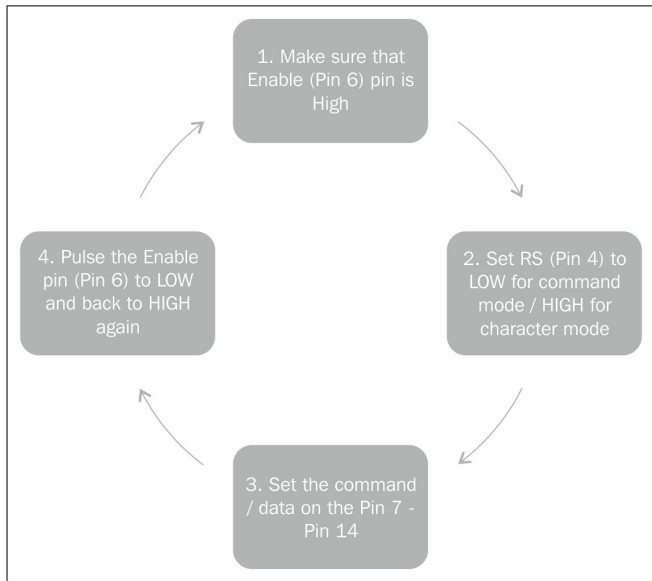 1. Make sure that
Enable (Pin 6) pin is
High
2. Set RS (Pin 4) to
LOW for command
mode / HIGH for
character mode
3. Set the command
/ data on the Pin 7 -
Pin 14
4. Pulse the Enable
pin (Pin 6) to LOW
and back to HIGH
again